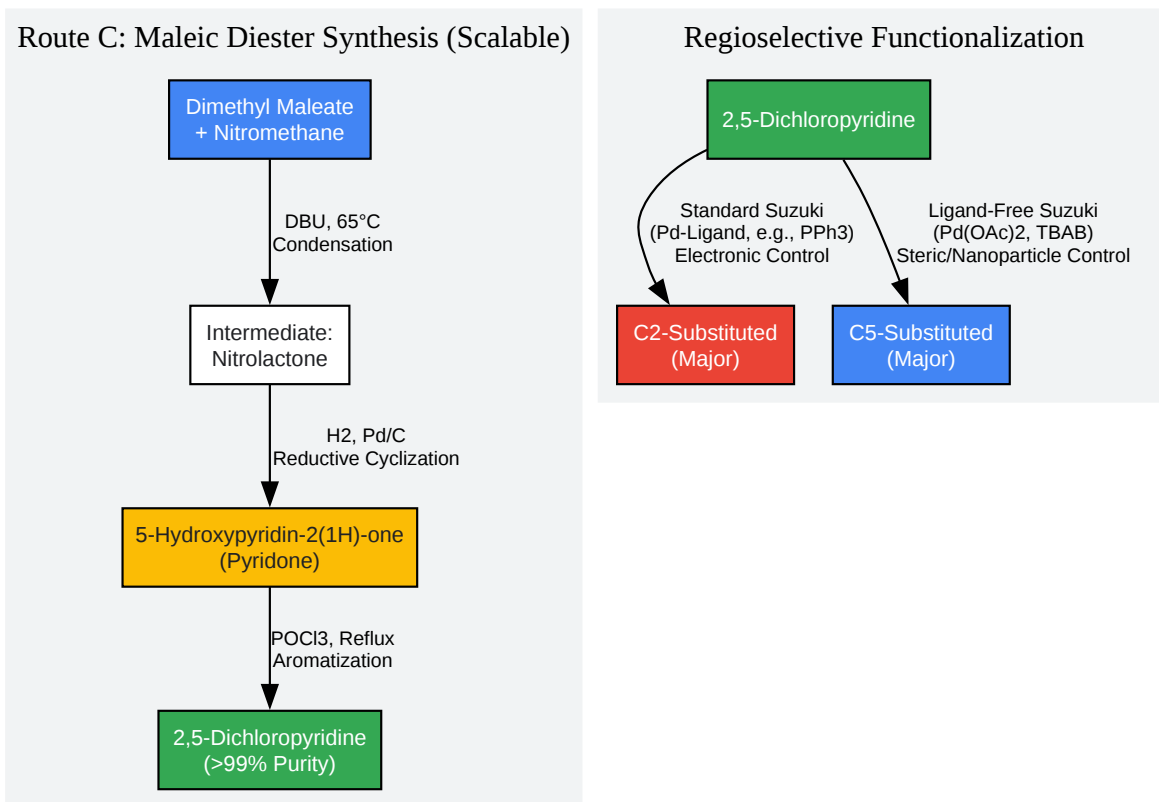 Route C: Maleic Diester Synthesis (Scalable)
Dimethyl Maleate
+ Nitromethane
DBU, 65°C
Condensation
Intermediate:
Nitrolactone
H2, Pd/C
Reductive Cyclization
5-Hydroxypyridin-2(1H)-one
(Pyridone)
POCl3, Reflux
Aromatization
2,5-Dichloropyridine
(>99% Purity)
Regioselective Functionalization
2,5-Dichloropyridine
Standard Suzuki
(Pd-Ligand, e.g., PPh3)
Electronic Control
Ligand-Free Suzuki
(Pd(OAc)2, TBAB)
Steric/Nanoparticle Control
C2-Substituted
(Major)
C5-Substituted
(Major)